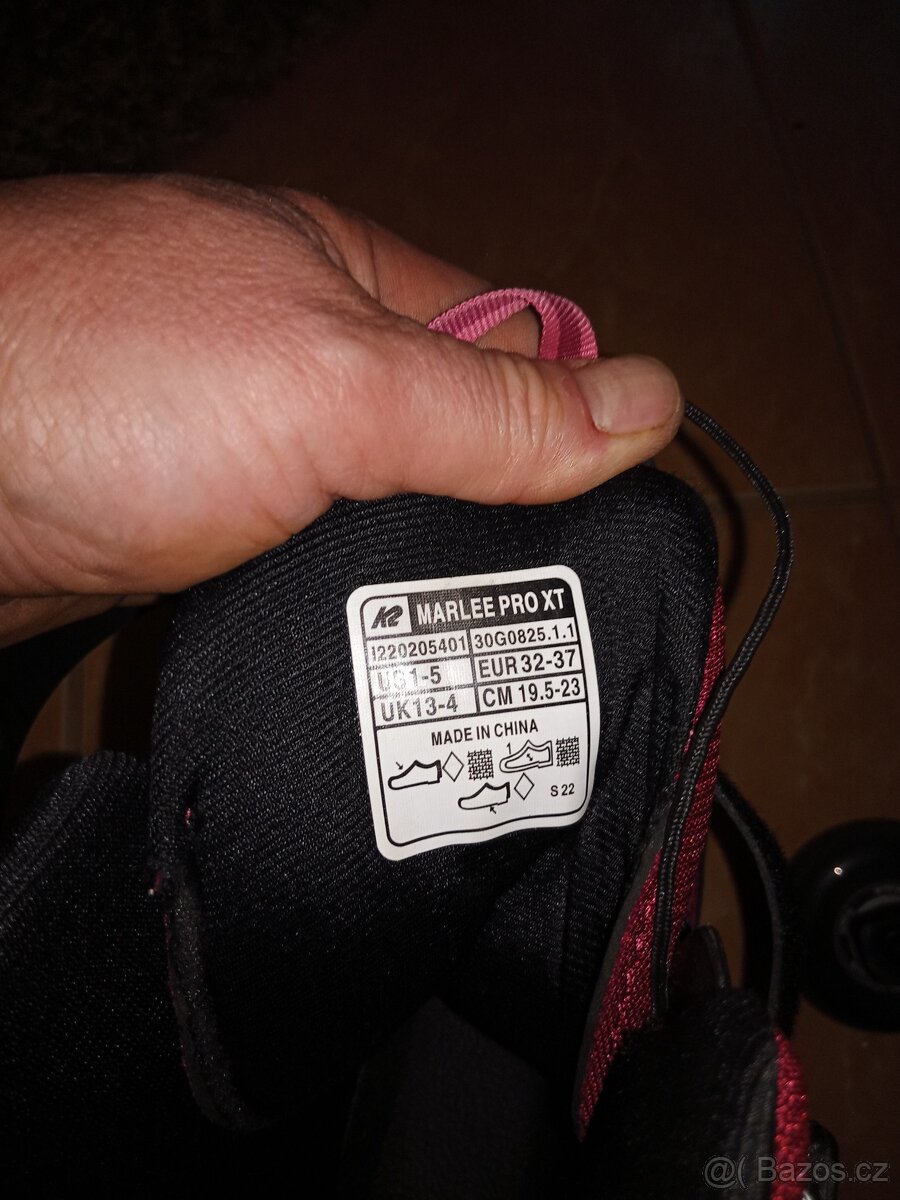 K2 MARLEE PRO XT
I220205401 30G0825.1.1
US1-5 EUR 32-37
UK13-4 CM 19.5-23
MADE IN CHINA
1
S 22
@( Bazos.cz